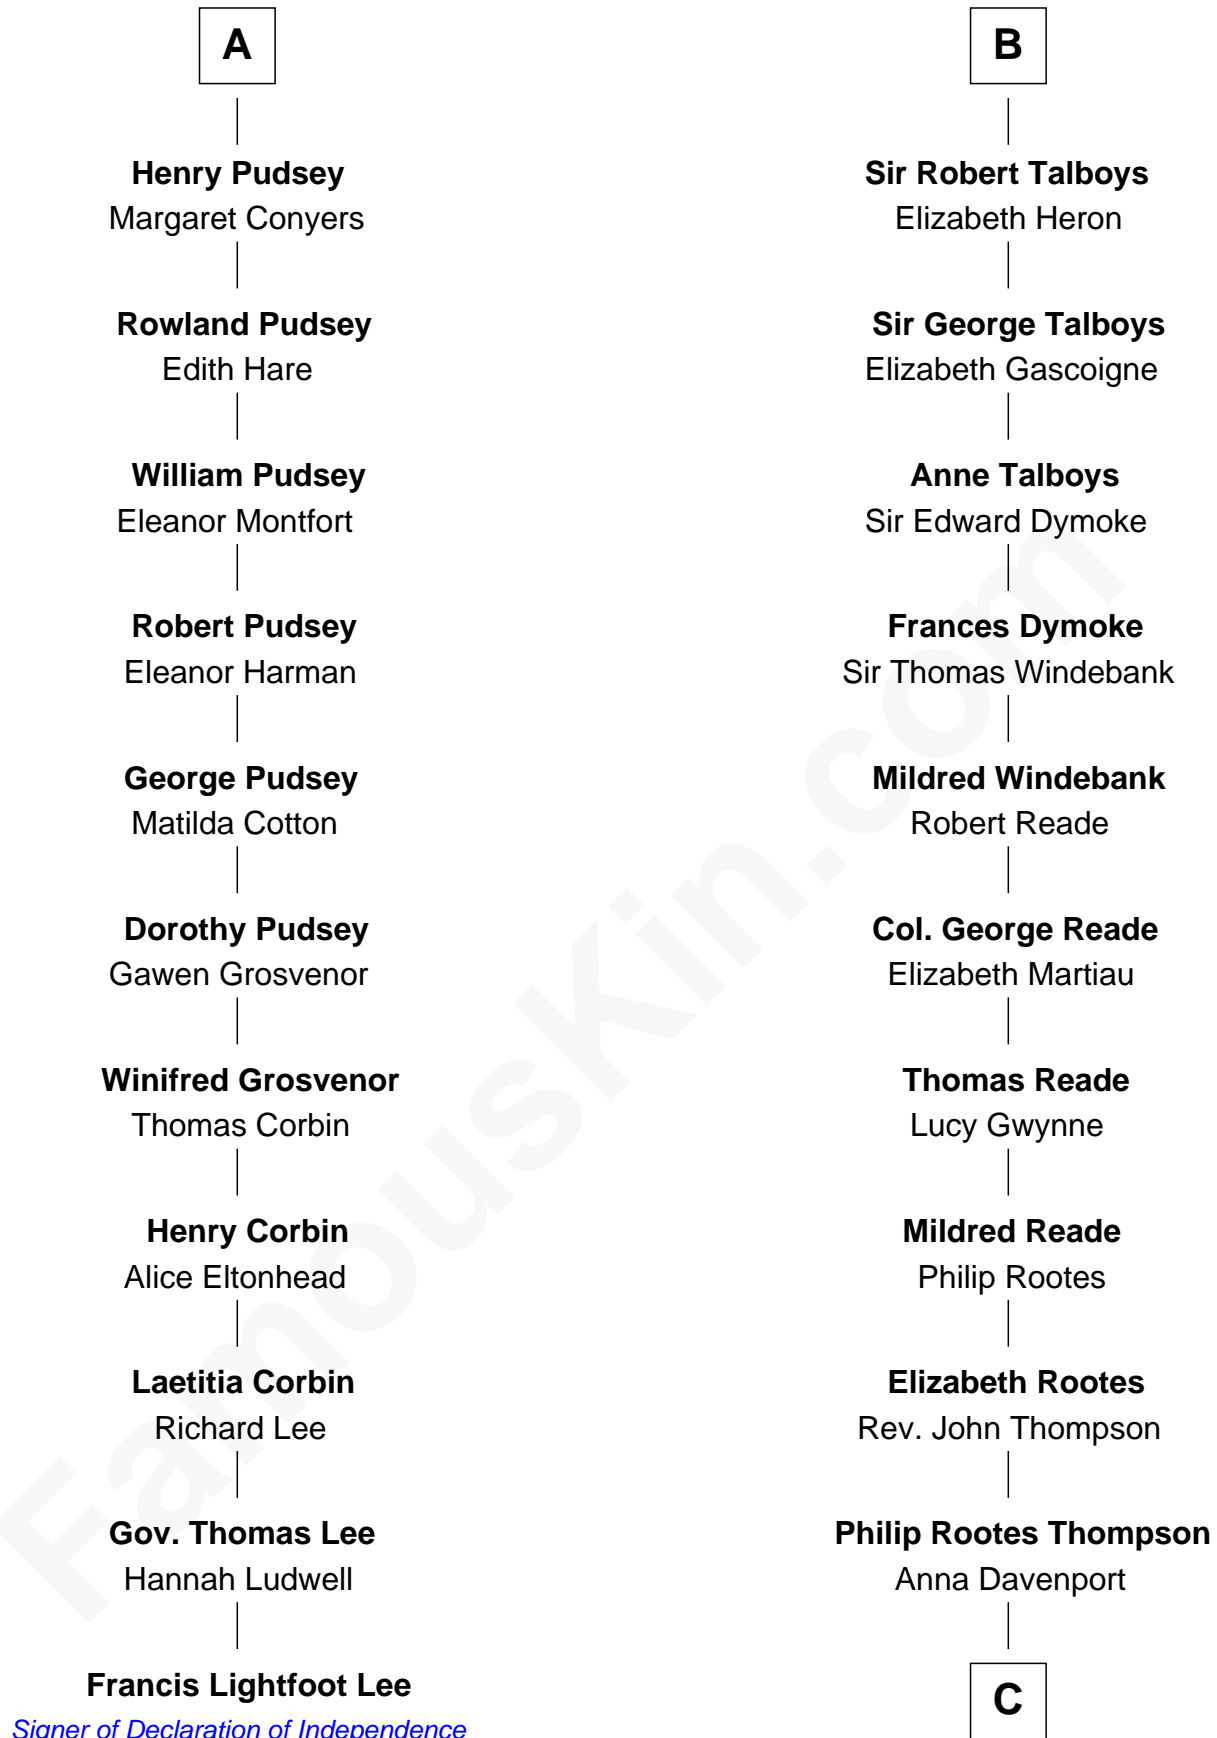 A
Henry Pudsey
Margaret Conyers
Rowland Pudsey
Edith Hare
William Pudsey
Eleanor Montfort
Robert Pudsey
Eleanor Harman
George Pudsey
Matilda Cotton
Dorothy Pudsey
Gawen Grosvenor
Winifred Grosvenor
Thomas Corbin
Henry Corbin
Alice Eltonhead
Laetitia Corbin
Richard Lee
Gov. Thomas Lee
Hannah Ludwell
Francis Lightfoot Lee
Signer of Declaration of Independence
B
Sir Robert Talboys
Elizabeth Heron
Sir George Talboys
Elizabeth Gascoigne
Anne Talboys
Sir Edward Dymoke
Frances Dymoke
Sir Thomas Windebank
Mildred Windebank
Robert Reade
Col. George Reade
Elizabeth Martiau
Thomas Reade
Lucy Gwynne
Mildred Reade
Philip Rootes
Elizabeth Rootes
Rev. John Thompson
Philip Rootes Thompson
Anna Davenport
C
FamousKin.com